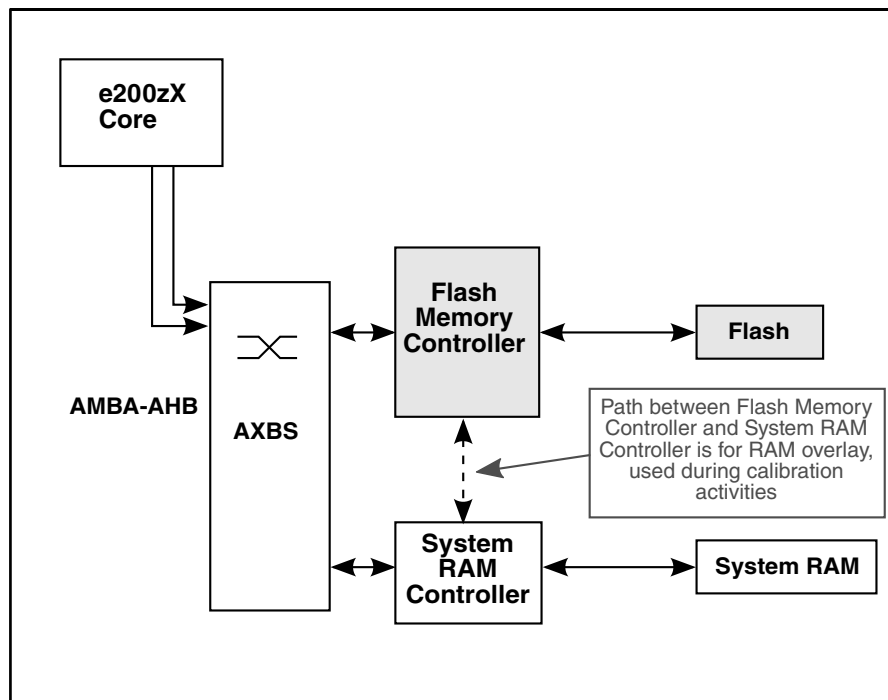 e200zX
Core
Flash
Memory
Controller
Flash
AMBA-AHB
AXBS
Path between Flash Memory
Controller and System RAM
Controller is for RAM overlay,
used during calibration
activities
System
RAM
Controller
System RAM